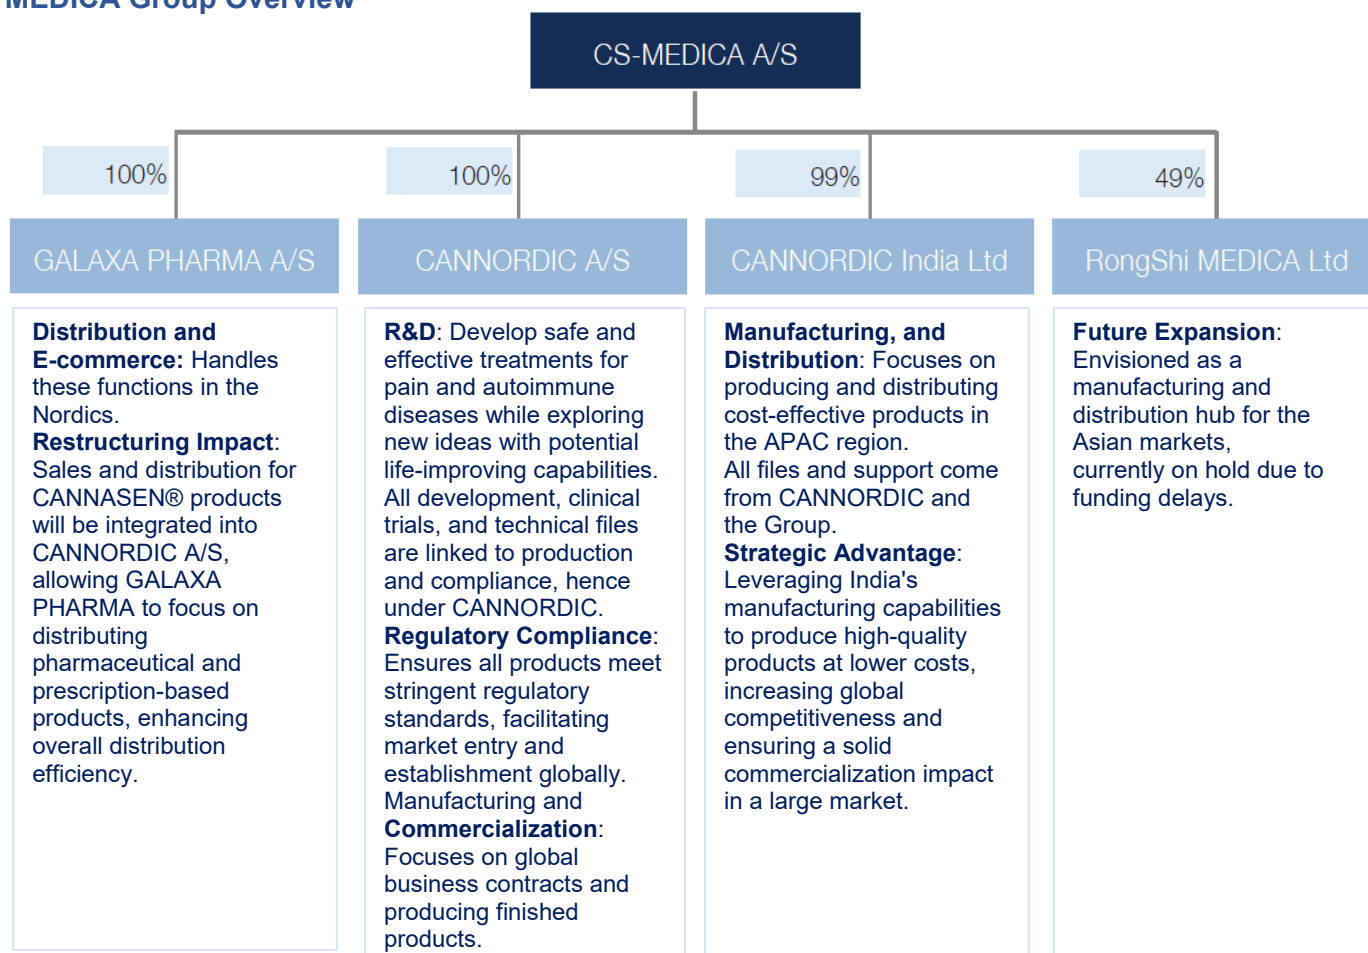 MEDICA Group Overview
CS-MEDICA A/S
100%
100%
99%
49%
GALAXA PHARMA A/S
CANNORDIC A/S
CANNORDIC India Ltd
RongShi MEDICA Ltd
Distribution and
E-commerce: Handles
these functions in the
Nordics.
Restructuring Impact:
Sales and distribution for
CANNASEN® products
will be integrated into
CANNORDIC A/S,
allowing GALAXA
PHARMA to focus on
distributing
pharmaceutical and
prescription-based
products, enhancing
overall distribution
efficiency.
R&D: Develop safe and
effective treatments for
pain and autoimmune
diseases while exploring
new ideas with potential
life-improving capabilities.
All development, clinical
trials, and technical files
are linked to production
and compliance, hence
under CANNORDIC.
Regulatory Compliance:
Ensures all products meet
stringent regulatory
standards, facilitating
market entry and
establishment globally.
Manufacturing and
Commercialization:
Focuses on global
business contracts and
producing finished
products.
Manufacturing, and
Distribution: Focuses on
producing and distributing
cost-effective products in
the APAC region.
All files and support come
from CANNORDIC and
the Group.
Strategic Advantage:
Leveraging India's
manufacturing capabilities
to produce high-quality
products at lower costs,
increasing global
competitiveness and
ensuring a solid
commercialization impact
in a large market.
Future Expansion:
Envisioned as a
manufacturing and
distribution hub for the
Asian markets,
currently on hold due to
funding delays.